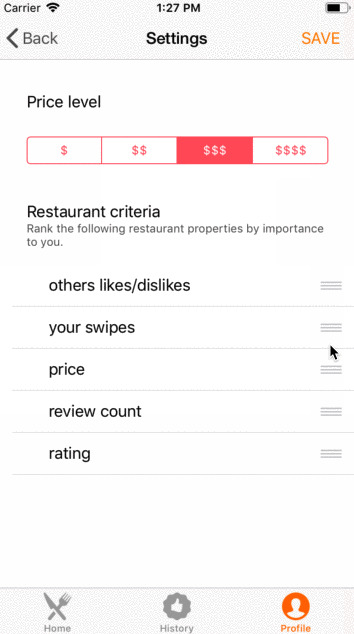 Carrier 1:27 PM
Back Settings SAVE
Price level
$ $$ $$$ $$$$
Restaurant criteria
Rank the following restaurant properties by importance
to you.
others likes/dislikes
your swipes
price
review count
rating
Home History Profile